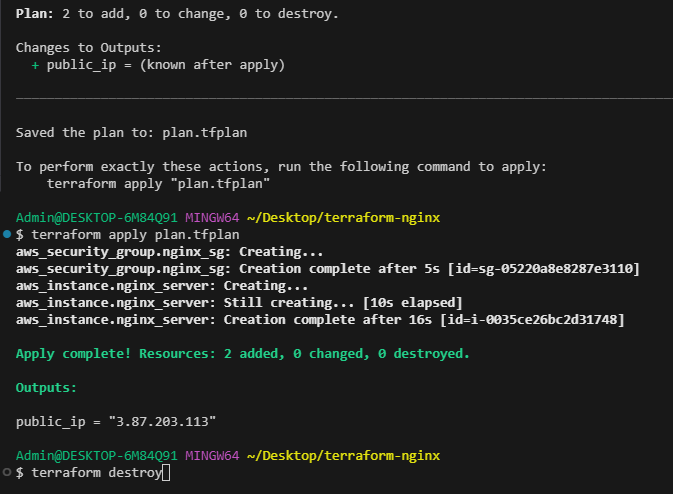 Plan: 2 to add, 0 to change, 0 to destroy.
Changes to Outputs:
+ public_ip = (known after apply)
Saved the plan to: plan.tfplan
To perform exactly these actions, run the following command to apply:
terraform apply "plan.tfplan"
Admin@DESKTOP-6M84Q91 MINGW64 ~/Desktop/terraform-nginx
$ terraform apply plan.tfplan
aws_security_group.nginx_sg: Creating...
aws_security_group.nginx_sg: Creation complete after 5s [id=sg-05220a8e8287e3110]
aws_instance.nginx_server: Creating...
aws_instance.nginx_server: Still creating... [10s elapsed]
aws_instance.nginx_server: Creation complete after 16s [id=i-0035ce26bc2d31748]
Apply complete! Resources: 2 added, 0 changed, 0 destroyed.
Outputs:
public_ip = "3.87.203.113"
Admin@DESKTOP-6M84Q91 MINGW64 ~/Desktop/terraform-nginx
$ terraform destroy